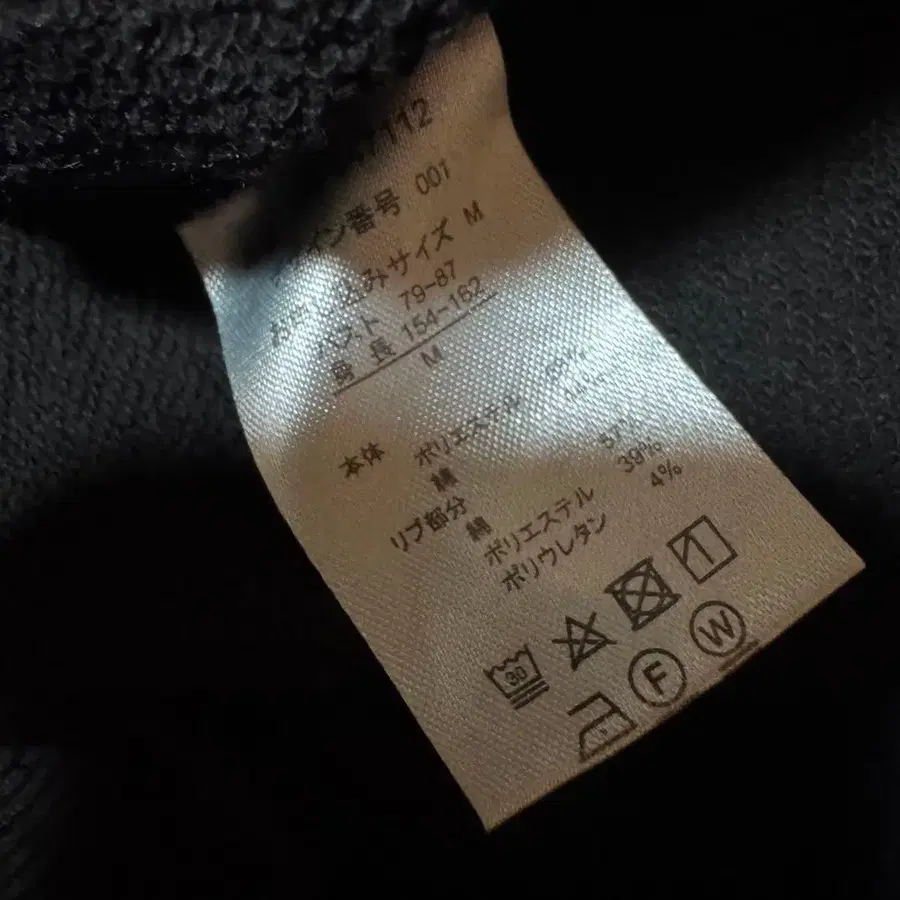 112
イン番号 001
込みサイズ M
バスト 79-87
身長 154-162
M
本体 ポリエステル
綿
リブ部分 綿 57%
ポリエステル 39%
ポリウレタン 4%
30
F W